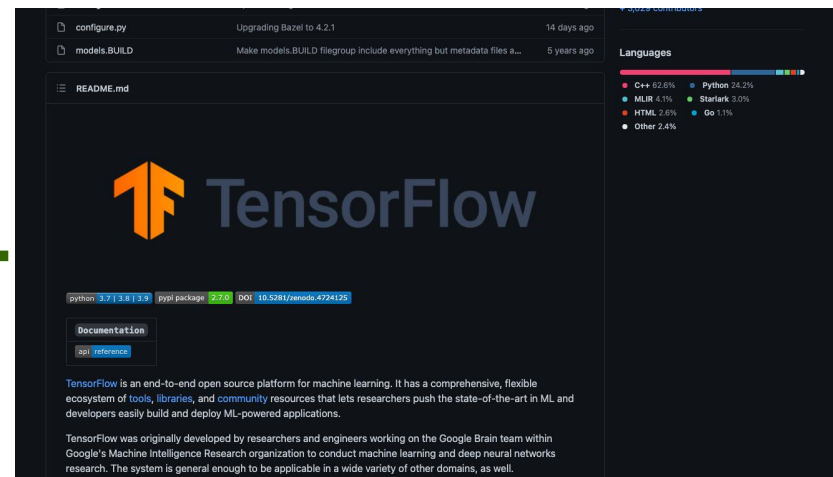 configure.py Upgrading Bazel to 4.2.1 14 days ago
models.BUILD Make models.BUILD filegroup include everything but metadata files a... 5 years ago
README.md
TensorFlow
python 3.7 | 3.8 | 3.9 pypi package 2.7.0 DOI 10.5281/zenodo.4724125
Documentation
api reference
TensorFlow is an end-to-end open source platform for machine learning. It has a comprehensive, flexible
ecosystem of tools, libraries, and community resources that lets researchers push the state-of-the-art in ML and
developers easily build and deploy ML-powered applications.
TensorFlow was originally developed by researchers and engineers working on the Google Brain team within
Google's Machine Intelligence Research organization to conduct machine learning and deep neural networks
research. The system is general enough to be applicable in a wide variety of other domains, as well.
+ 3,029 contributors
Languages
C++ 62.6% Python 24.2%
MLIR 4.1% Starlark 3.0%
HTML 2.6% Go 1.1%
Other 2.4%